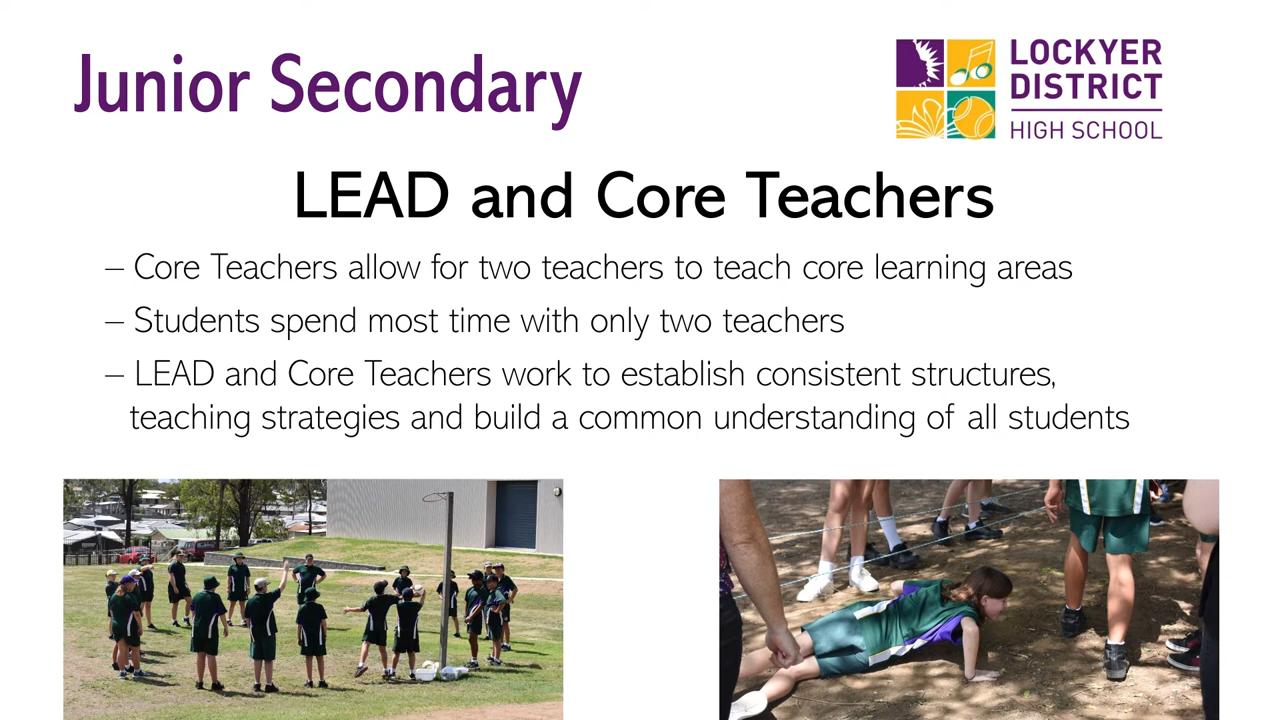 Junior Secondary
LOCKYER
DISTRICT
HIGH SCHOOL
LEAD and Core Teachers
– Core Teachers allow for two teachers to teach core learning areas
– Students spend most time with only two teachers
– LEAD and Core Teachers work to establish consistent structures,
teaching strategies and build a common understanding of all students